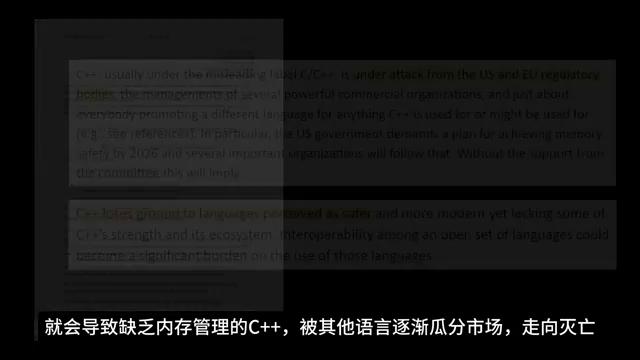 C++, usually under the misleading label C/C++, is under attack from the US and EU regulatory
bodies, the managements of several powerful commercial organizations, and just about
everybody promoting a different language for anything C++ is used for or might be used for
(e.g., see references). In particular, the US government demands a plan for achieving memory
safety by 2026 and several important organizations will follow that. Without the support from
the committee this will imply
C++ loses ground to languages perceived as safer and more modern yet lacking some of
C++'s strength and its ecosystem. Interoperability among an open set of languages could
become a significant burden on the use of those languages
就会导致缺乏内存管理的C++，被其他语言逐渐瓜分市场，走向灭亡